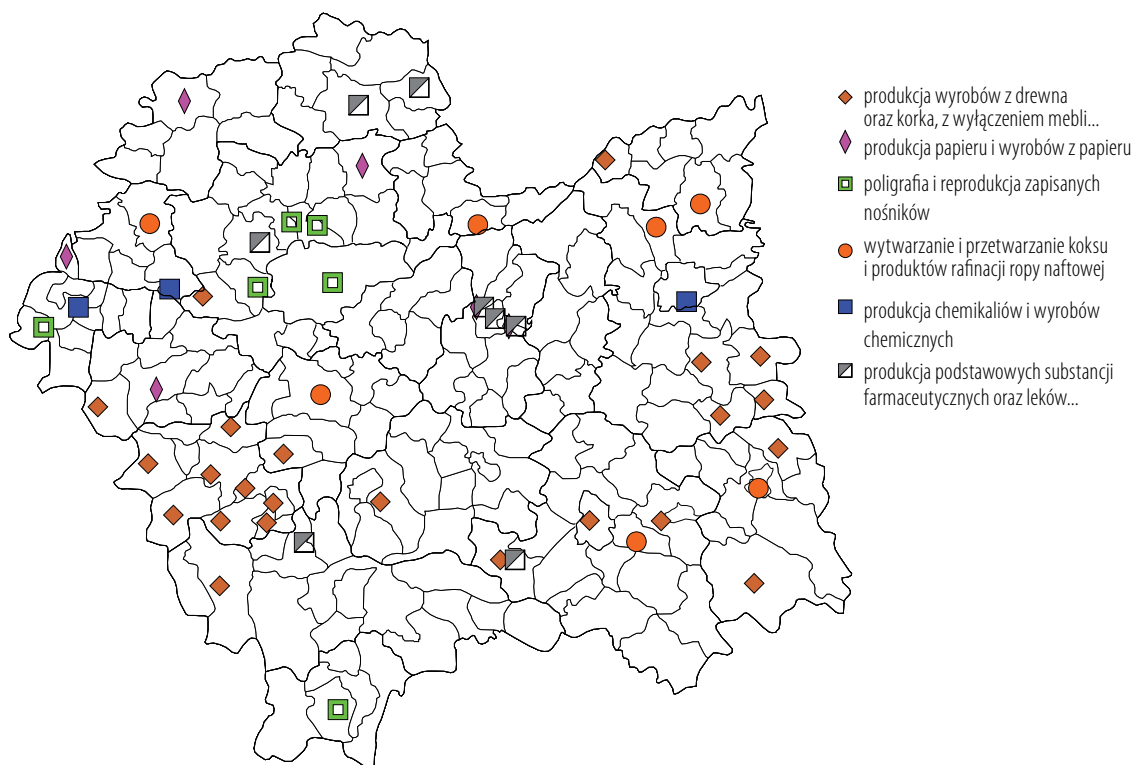 produkcja wyrobów z drewna
oraz korka, z wyłączeniem mebli...
produkcja papieru i wyrobów z papieru
poligrafia i reprodukcja zapisanych
nośników
wytwarzanie i przetwarzanie koksu
i produktów rafinacji ropy naftowej
produkcja chemikaliów i wyrobów
chemicznych
produkcja podstawowych substancji
farmaceutycznych oraz leków...